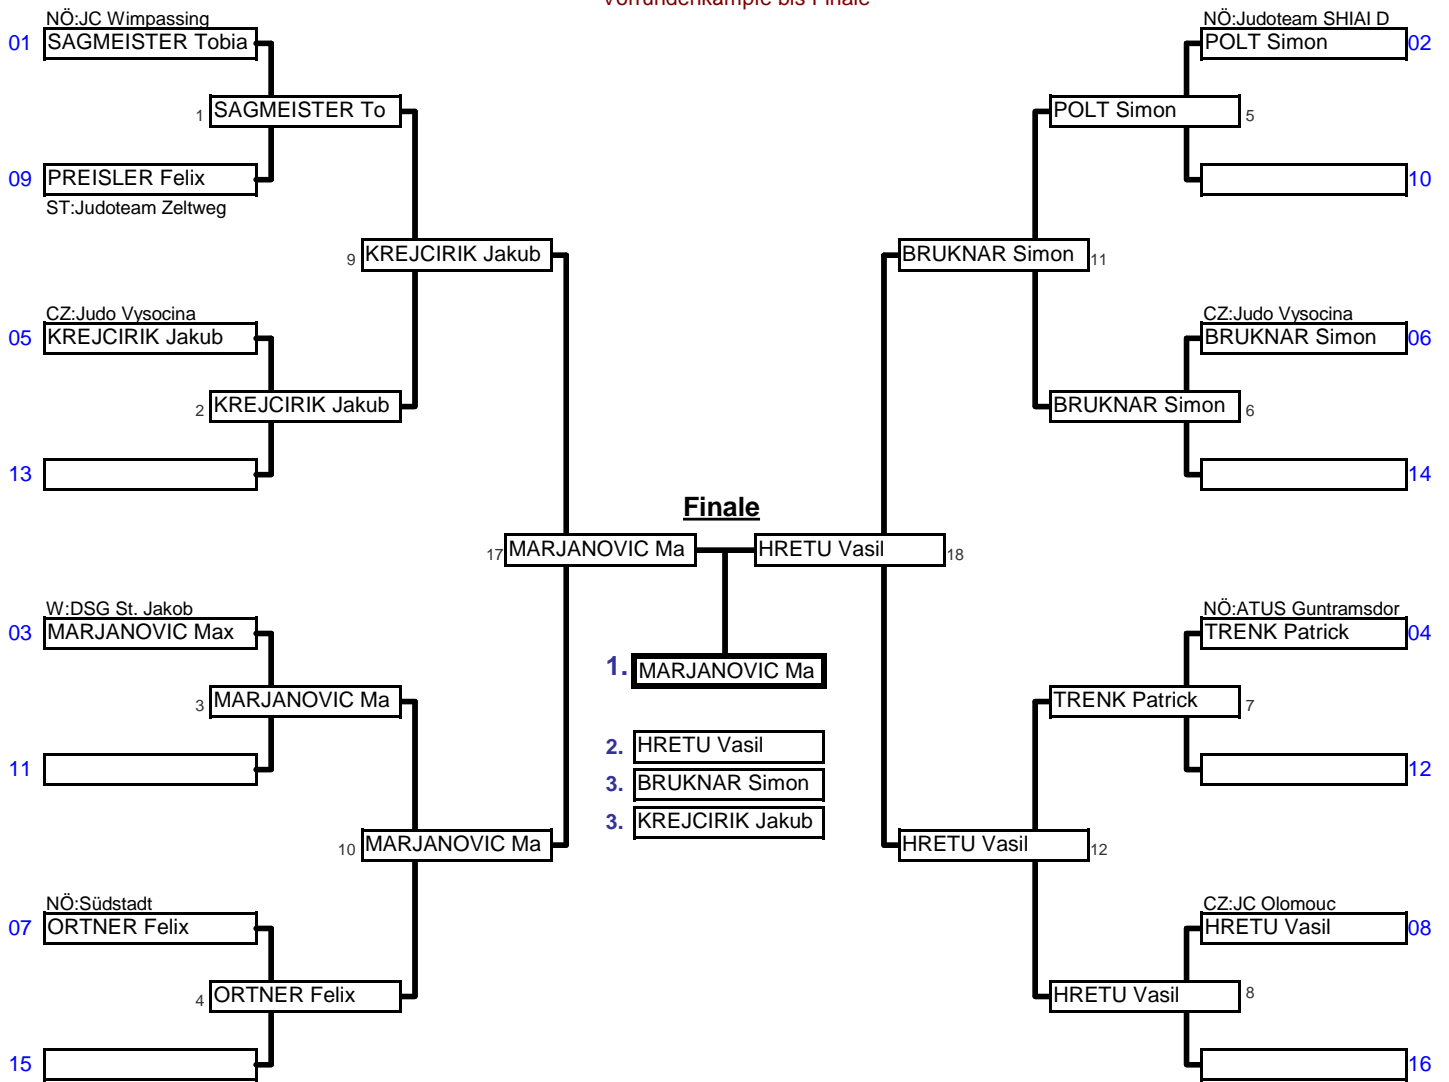 Vorrundenkämpfe bis Finale
NÖ:JC Wimpassing
01 SAGMEISTER Tobia
1 SAGMEISTER To
09 PREISLER Felix
ST:Judoteam Zeltweg
9 KREJCIRIK Jakub
CZ:Judo Vysocina
05 KREJCIRIK Jakub
2 KREJCIRIK Jakub
13
17 MARJANOVIC Ma
W:DSG St. Jakob
03 MARJANOVIC Max
3 MARJANOVIC Ma
11
10 MARJANOVIC Ma
NÖ:Südstadt
07 ORTNER Felix
4 ORTNER Felix
15
Finale
1. MARJANOVIC Ma
2. HRETU Vasil
3. BRUKNAR Simon
3. KREJCIRIK Jakub
NÖ:Judoteam SHIAI D
POLT Simon 02
POLT Simon 5
10
BRUKNAR Simon 11
CZ:Judo Vysocina
BRUKNAR Simon 06
BRUKNAR Simon 6
14
HRETU Vasil 18
NÖ:ATUS Guntramsdor
TRENK Patrick 04
TRENK Patrick 7
12
HRETU Vasil 12
CZ:JC Olomouc
HRETU Vasil 08
HRETU Vasil 8
16